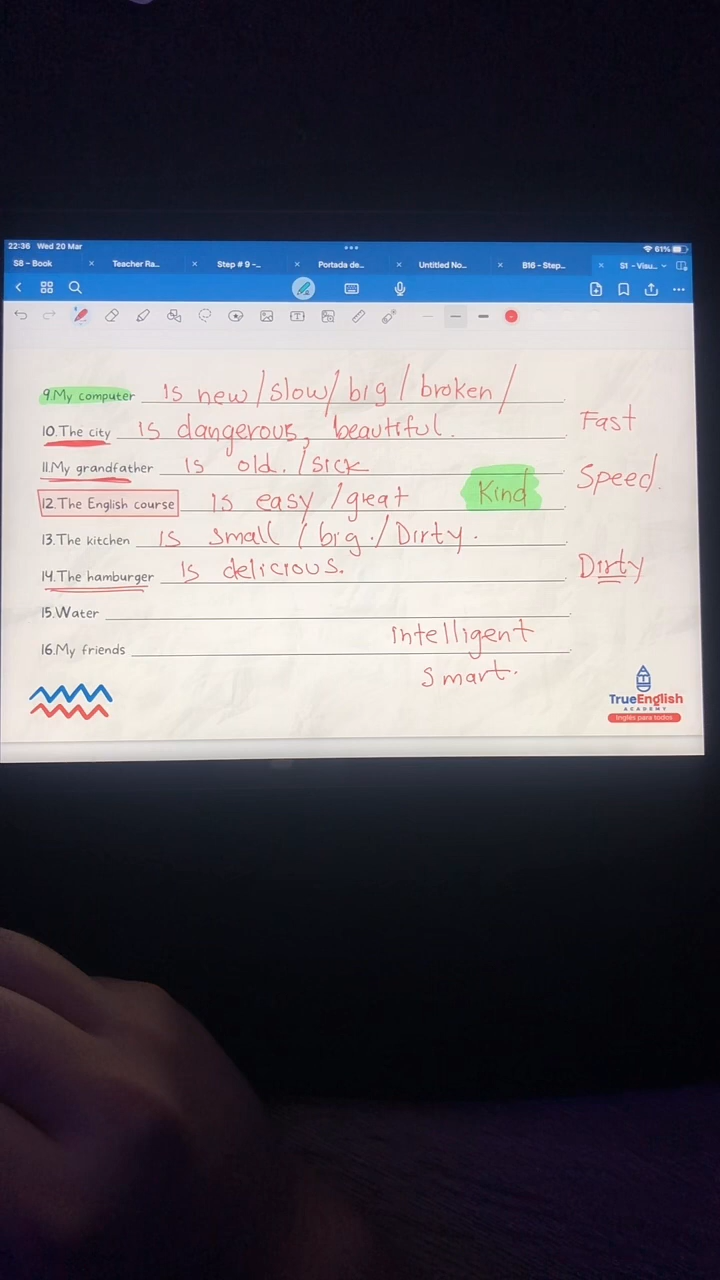 22:36 Wed 20 Mar
61%
S8 - Book × Teacher Ra... × Step # 9 -... × Portada de... × Untitled No... × B16 - Step... × S1 - Visu...
9.My computer is new / slow / big / broken /
Fast
10.The city is dangerous, beautiful.
11.My grandfather is old. / sick
Speed.
12.The English course is easy / great
Kind
13.The kitchen is small / big. / Dirty.
14.The hamburger is delicious.
Dirty
15.Water
intelligent
16.My friends
smart.
TrueEnglish
ACADEMY
Inglés para todos